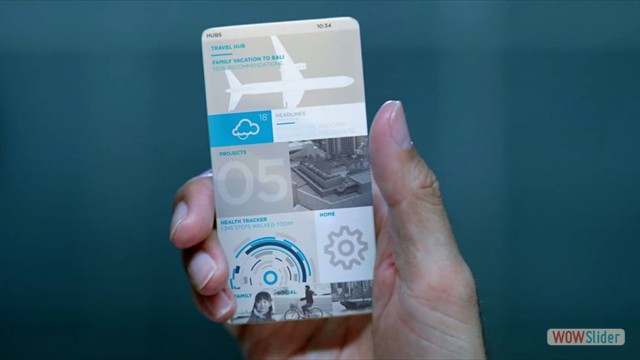 HUBS 10:34
TRAVEL HUB
FAMILY VACATION TO BALI
NEW RECOMMENDATIONS
18
HEADLINES
PROJECTS
05
HEALTH TRACKER
STEPS WALKED TODAY
HOME
FAMILY
SOCIAL
WOWSlider